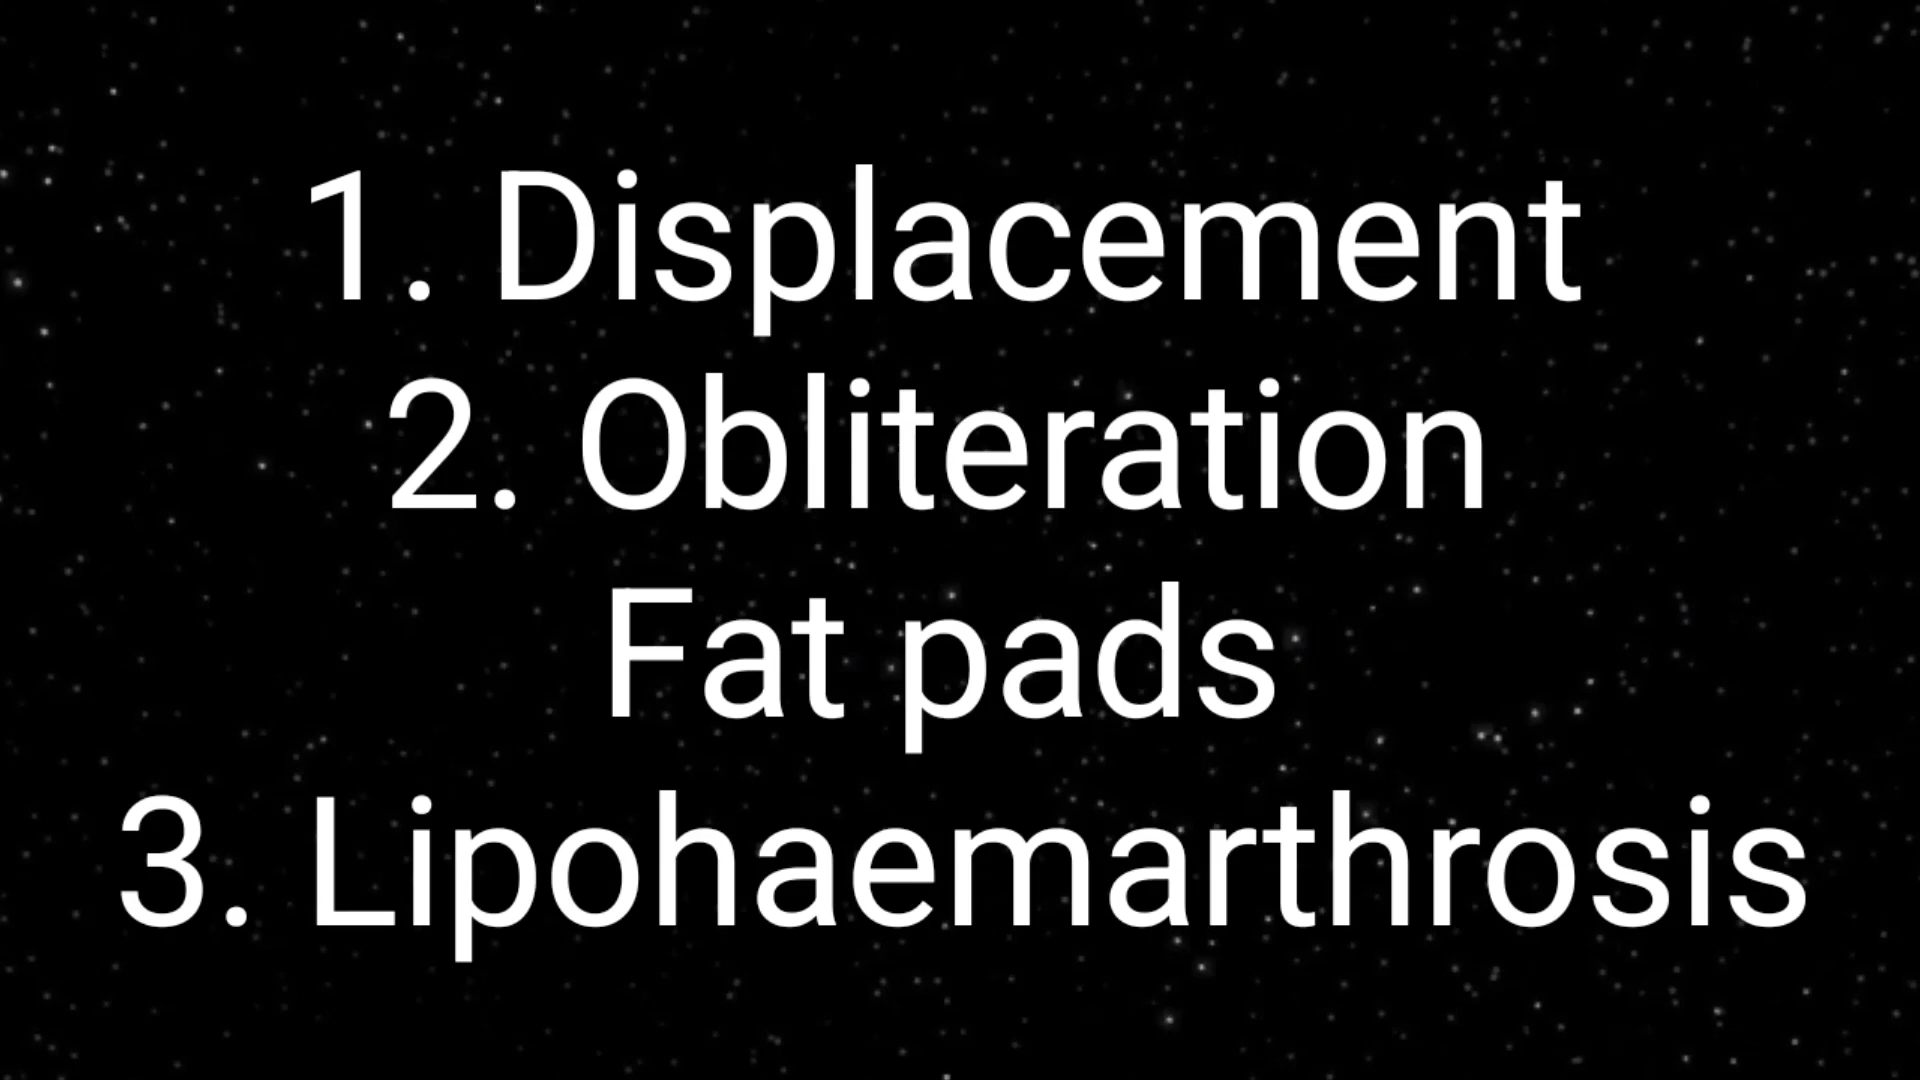 1. Displacement
2. Obliteration
Fat pads
3. Lipohaemarthrosis